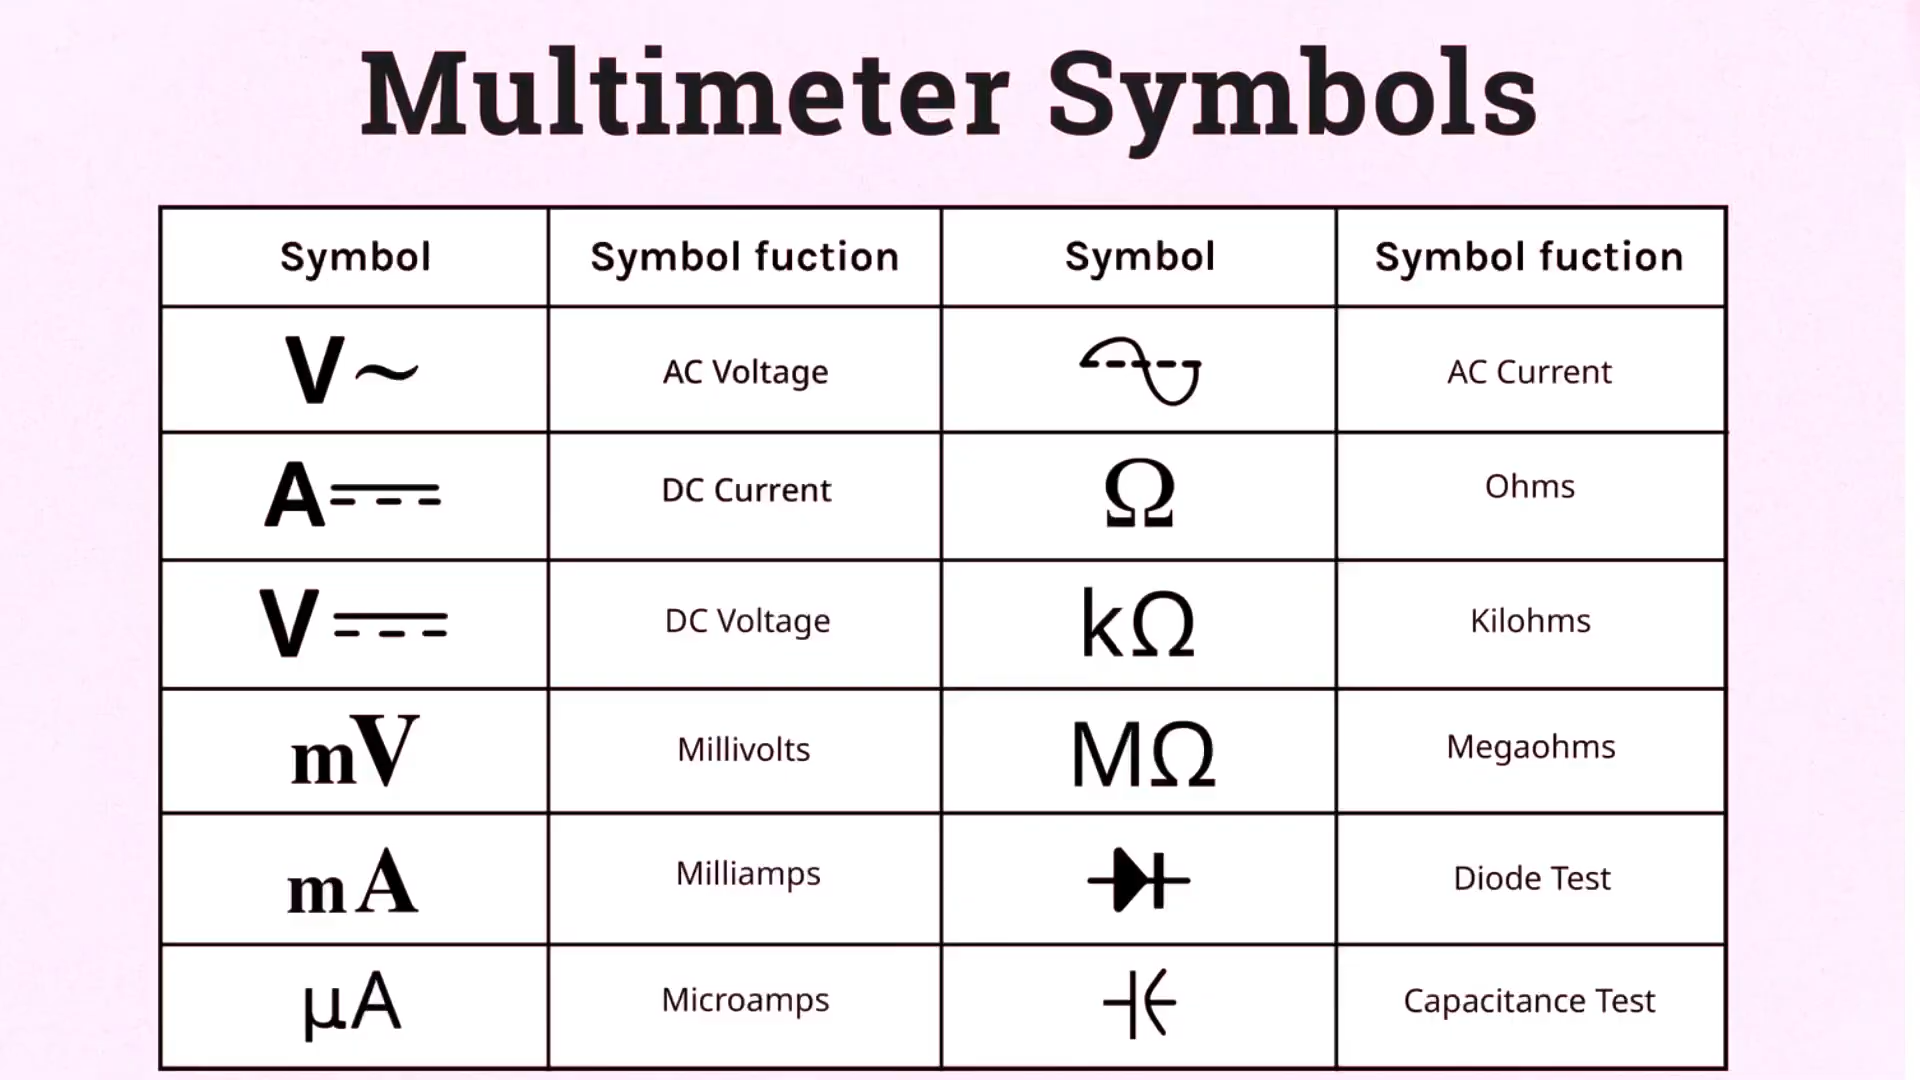 Multimeter Symbols
Symbol Symbol fuction Symbol Symbol fuction
V~ AC Voltage AC Current
A DC Current Ω Ohms
V DC Voltage kΩ Kilohms
mV Millivolts MΩ Megaohms
mA Milliamps Diode Test
µA Microamps Capacitance Test